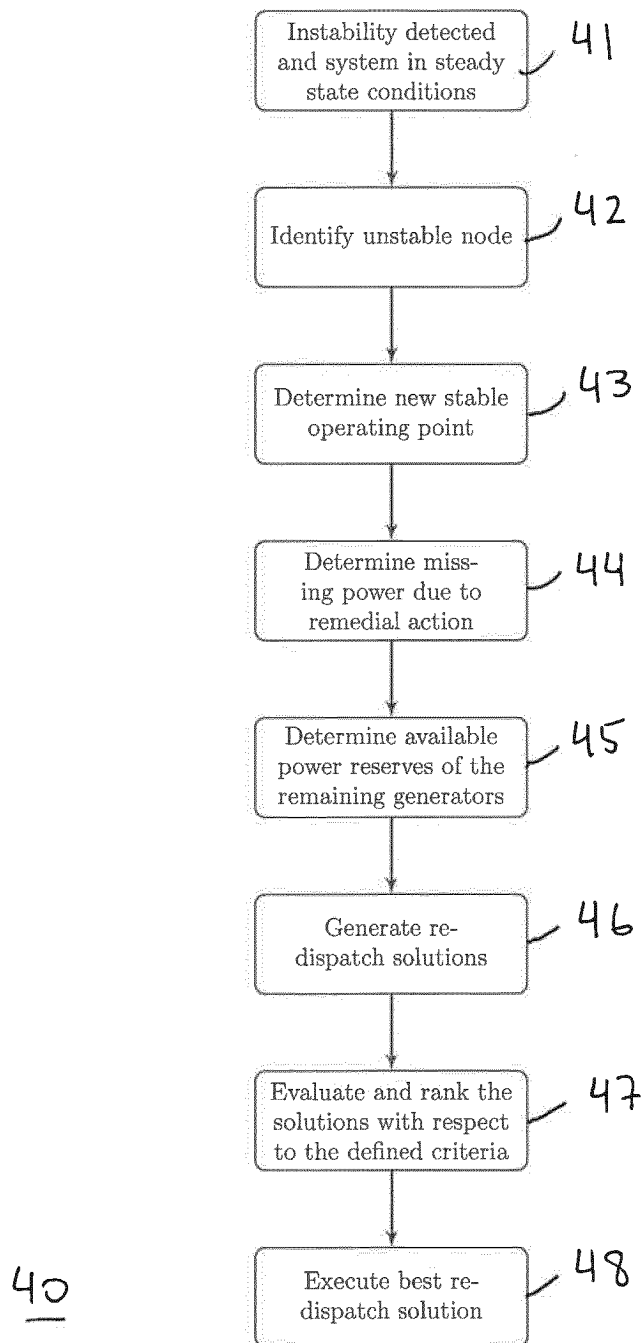 Instability detected
and system in steady
state conditions
41
Identify unstable node
42
Determine new stable
operating point
43
Determine miss-
ing power due to
remedial action
44
Determine available
power reserves of the
remaining generators
45
Generate re-
dispatch solutions
46
Evaluate and rank the
solutions with respect
to the defined criteria
47
Execute best re-
dispatch solution
48
40